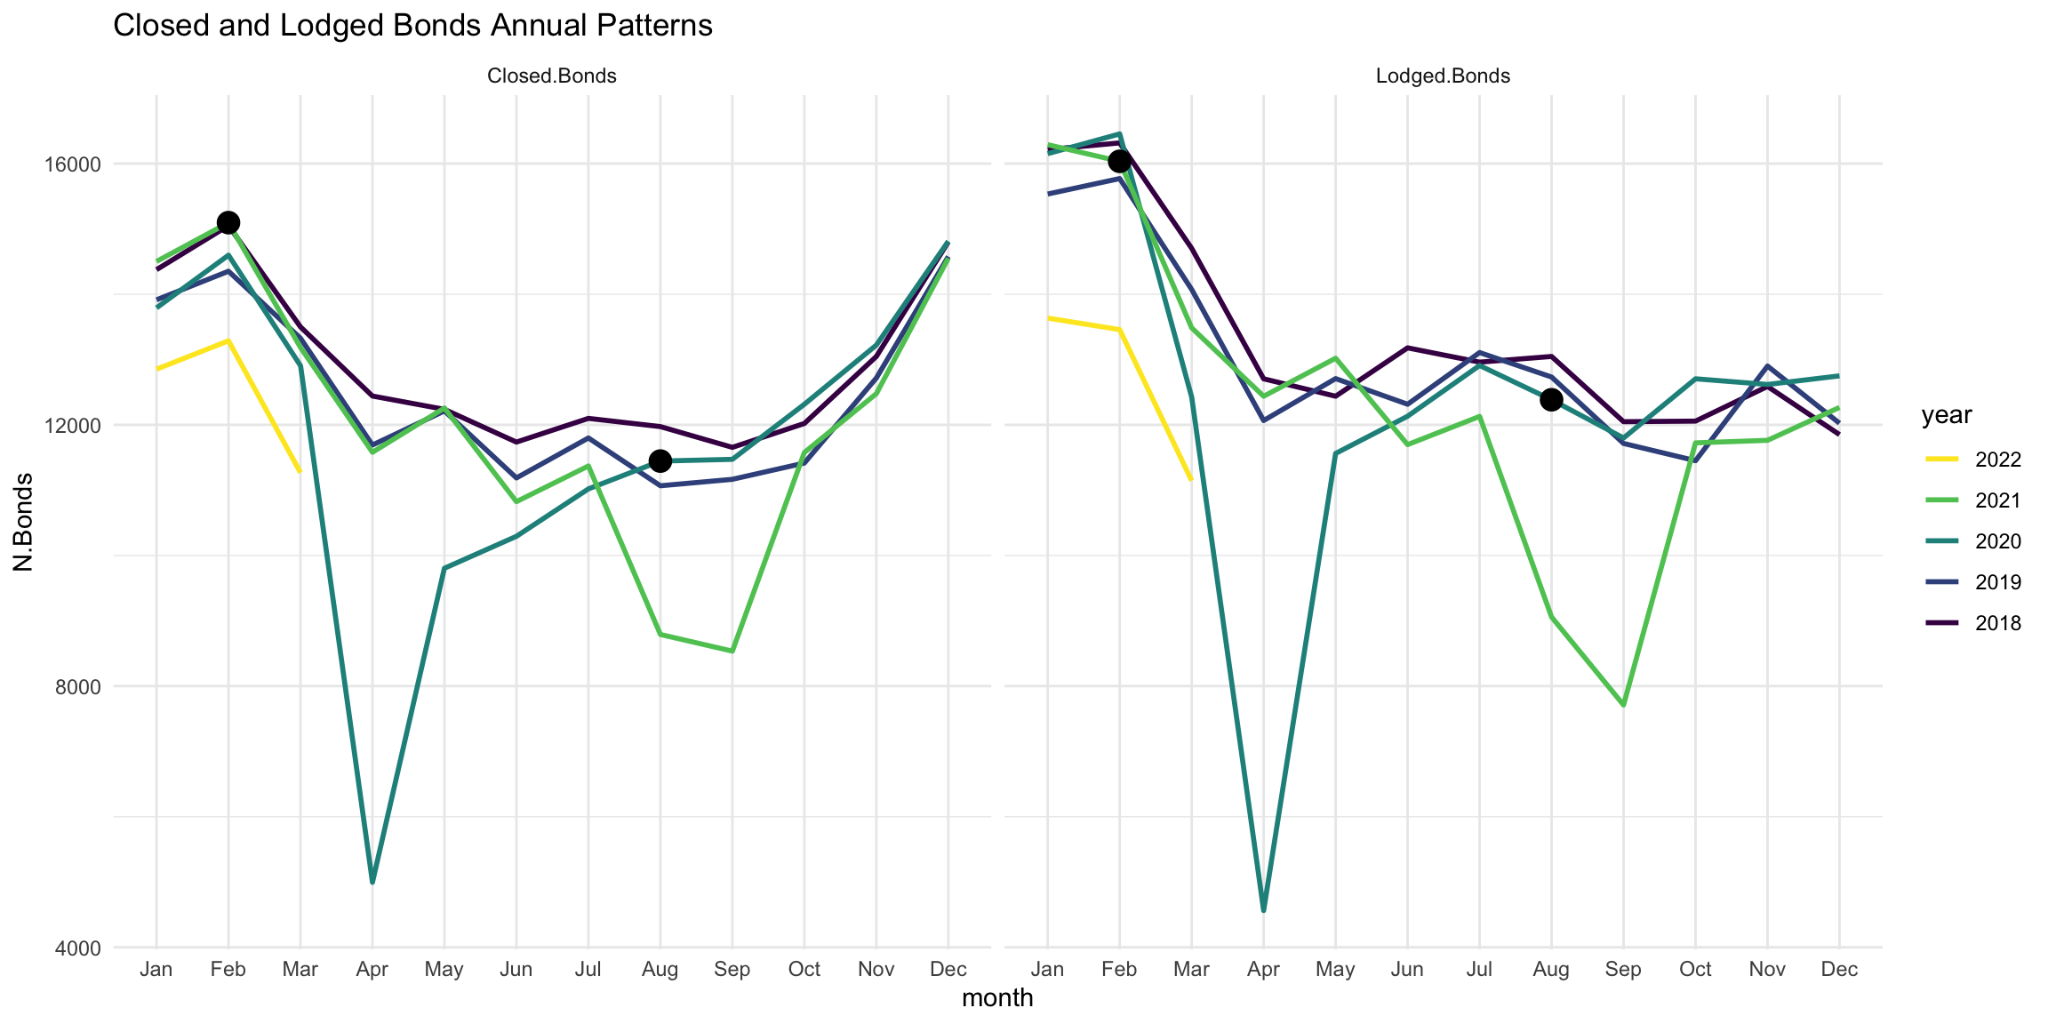 Closed and Lodged Bonds Annual Patterns
Closed.Bonds
Lodged.Bonds
N.Bonds
16000
12000
8000
4000
Jan Feb Mar Apr May Jun Jul Aug Sep Oct Nov Dec
Jan Feb Mar Apr May Jun Jul Aug Sep Oct Nov Dec
month
year
2022
2021
2020
2019
2018